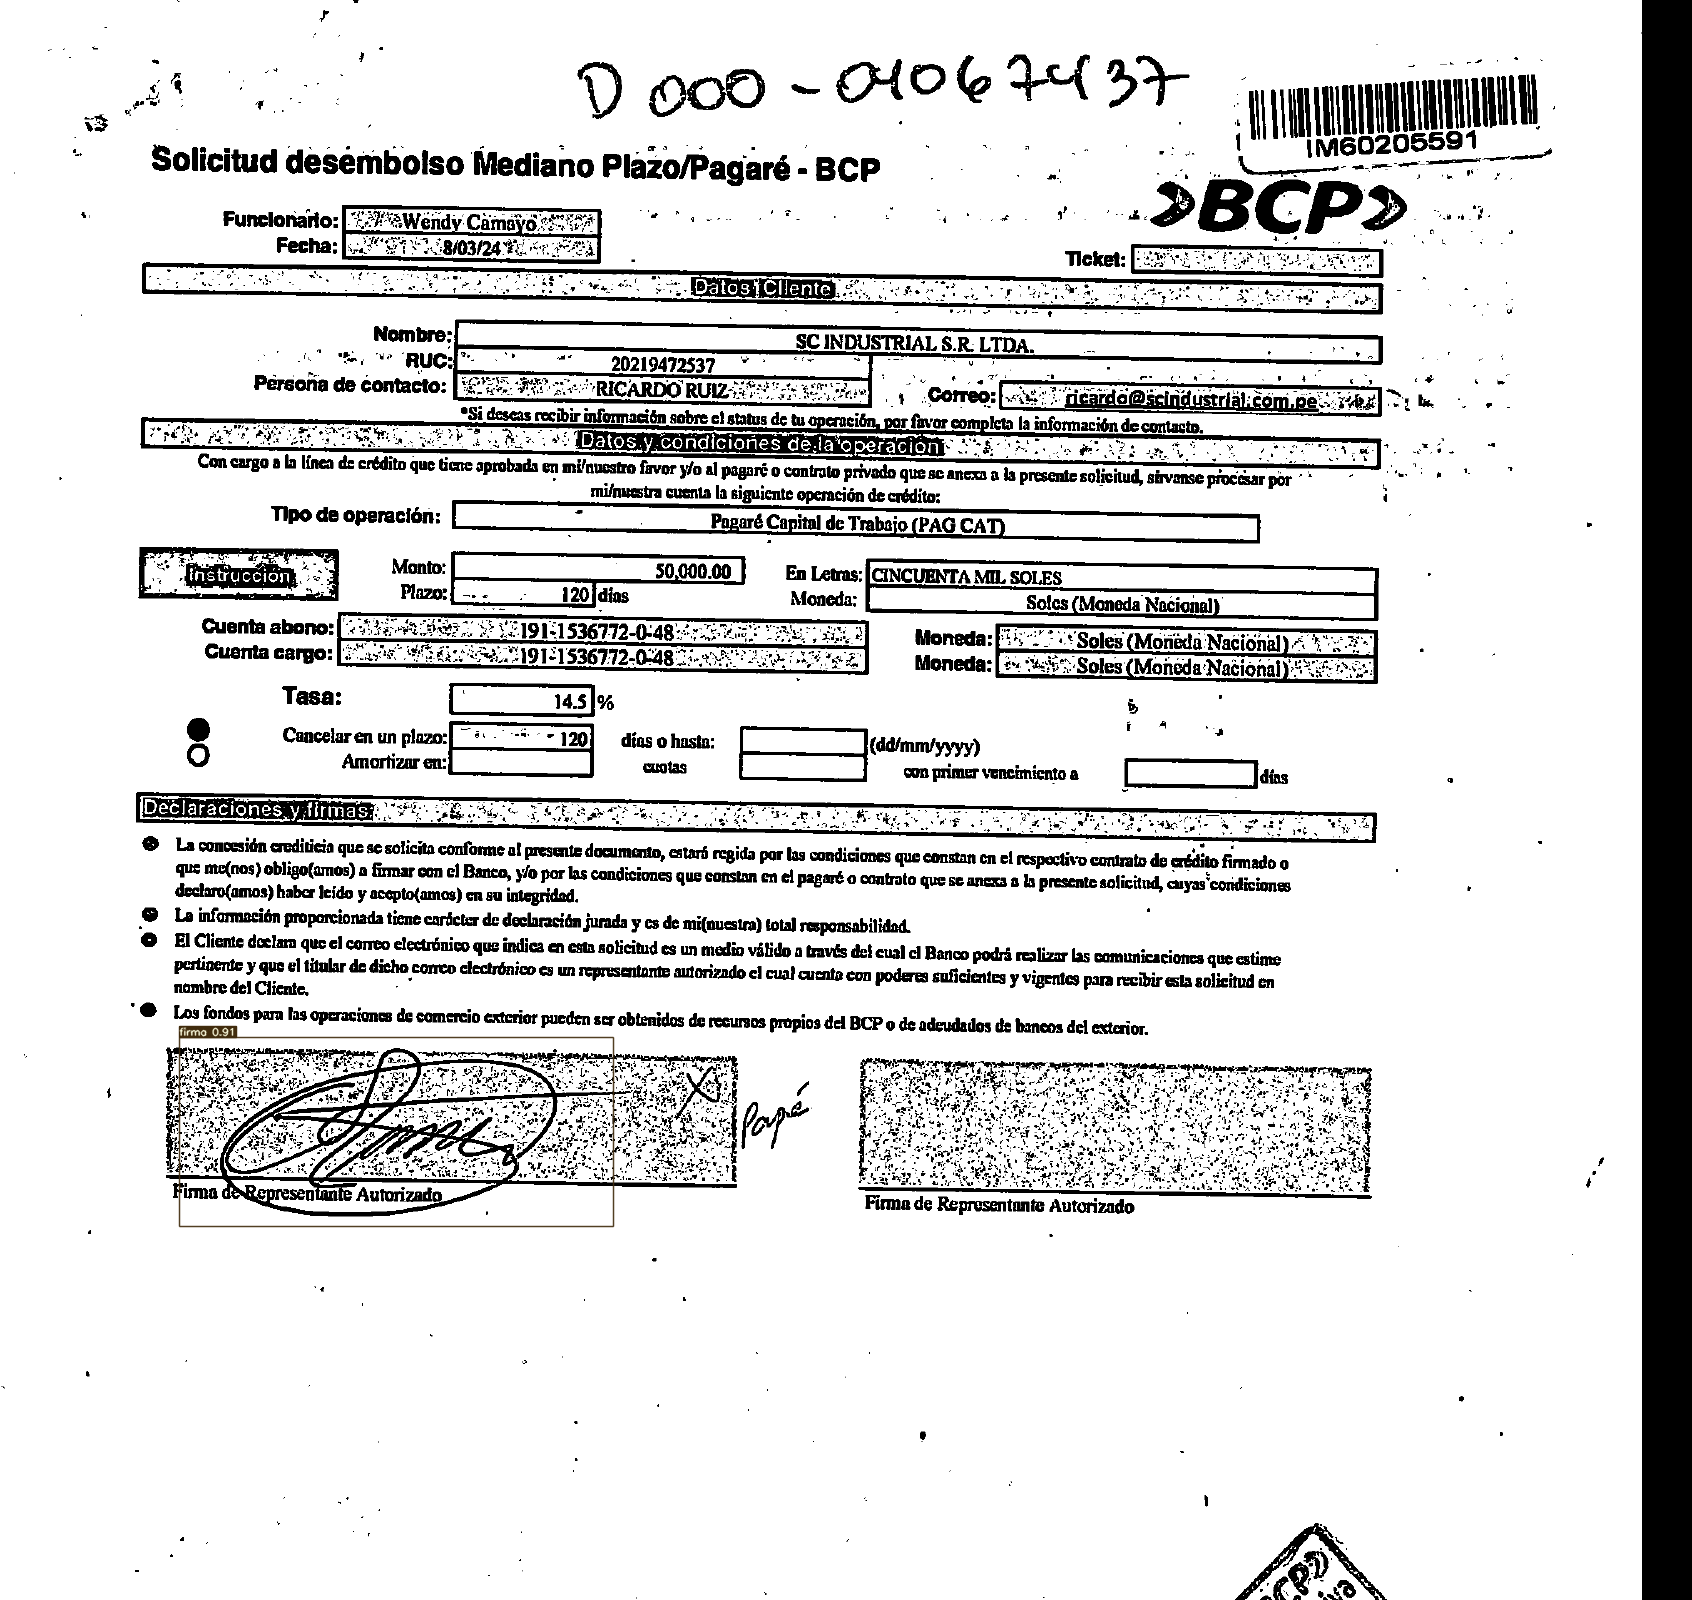 D 000-04067437
IM60205591
Solicitud desembolso Mediano Plazo/Pagaré - BCP
»BCP»
Funcionario: Wendy Camayo
Fecha: 8/03/24
Ticket:
Datos Cliente
Nombre: SC INDUSTRIAL S.R. LTDA.
RUC: 20219472537
Persona de contacto: RICARDO RUIZ Correo: ricardo@scindustrial.com.pe
*Si deseas recibir información sobre el status de tu operación, por favor completa la información de contacto.
Datos y condiciones de la operación
Con cargo a la línea de crédito que tiene aprobada en mi/nuestro favor y/o al pagaré o contrato privado que se anexa a la presente solicitud, sírvanse procesar por
mi/nuestra cuenta la siguiente operación de crédito:
Tipo de operación: Pagaré Capital de Trabajo (PAG CAT)
Instrucción
Monto: 50,000.00 En Letras: CINCUENTA MIL SOLES
Plazo: 120 días Moneda: Soles (Moneda Nacional)
Cuenta abono: 191-1536772-0-48 Moneda: Soles (Moneda Nacional)
Cuenta cargo: 191-1536772-0-48 Moneda: Soles (Moneda Nacional)
Tasa: 14.5 %
Cancelar en un plazo: 120 días o hasta: (dd/mm/yyyy)
Amortizar en: cuotas con primer vencimiento a días
Declaraciones y firmas
La concesión crediticia que se solicita conforme al presente documento, estará regida por las condiciones que constan en el respectivo contrato de crédito firmado o
que me(nos) obligo(amos) a firmar con el Banco, y/o por las condiciones que constan en el pagaré o contrato que se anexa a la presente solicitud, cuyas condiciones
declaro(amos) haber leído y acepto(amos) en su integridad.
La información proporcionada tiene carácter de declaración jurada y es de mi(nuestra) total responsabilidad.
El Cliente declara que el correo electrónico que indica en esta solicitud es un medio válido a través del cual el Banco podrá realizar las comunicaciones que estime
pertinente y que el titular de dicho correo electrónico es un representante autorizado el cual cuenta con poderes suficientes y vigentes para recibir esta solicitud en
nombre del Cliente.
Los fondos para las operaciones de comercio exterior pueden ser obtenidos de recursos propios del BCP o de adeudados de bancos del exterior.
firma 0.91
X
Papé
Firma de Representante Autorizado
Firma de Representante Autorizado
BCP»